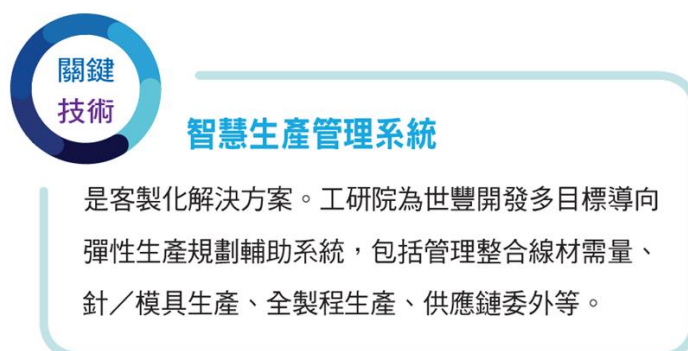 關鍵
技術
智慧生產管理系統
是客製化解決方案。工研院為世豐開發多目標導向
彈性生產規劃輔助系統，包括管理整合線材需量、
針／模具生產、全製程生產、供應鏈委外等。